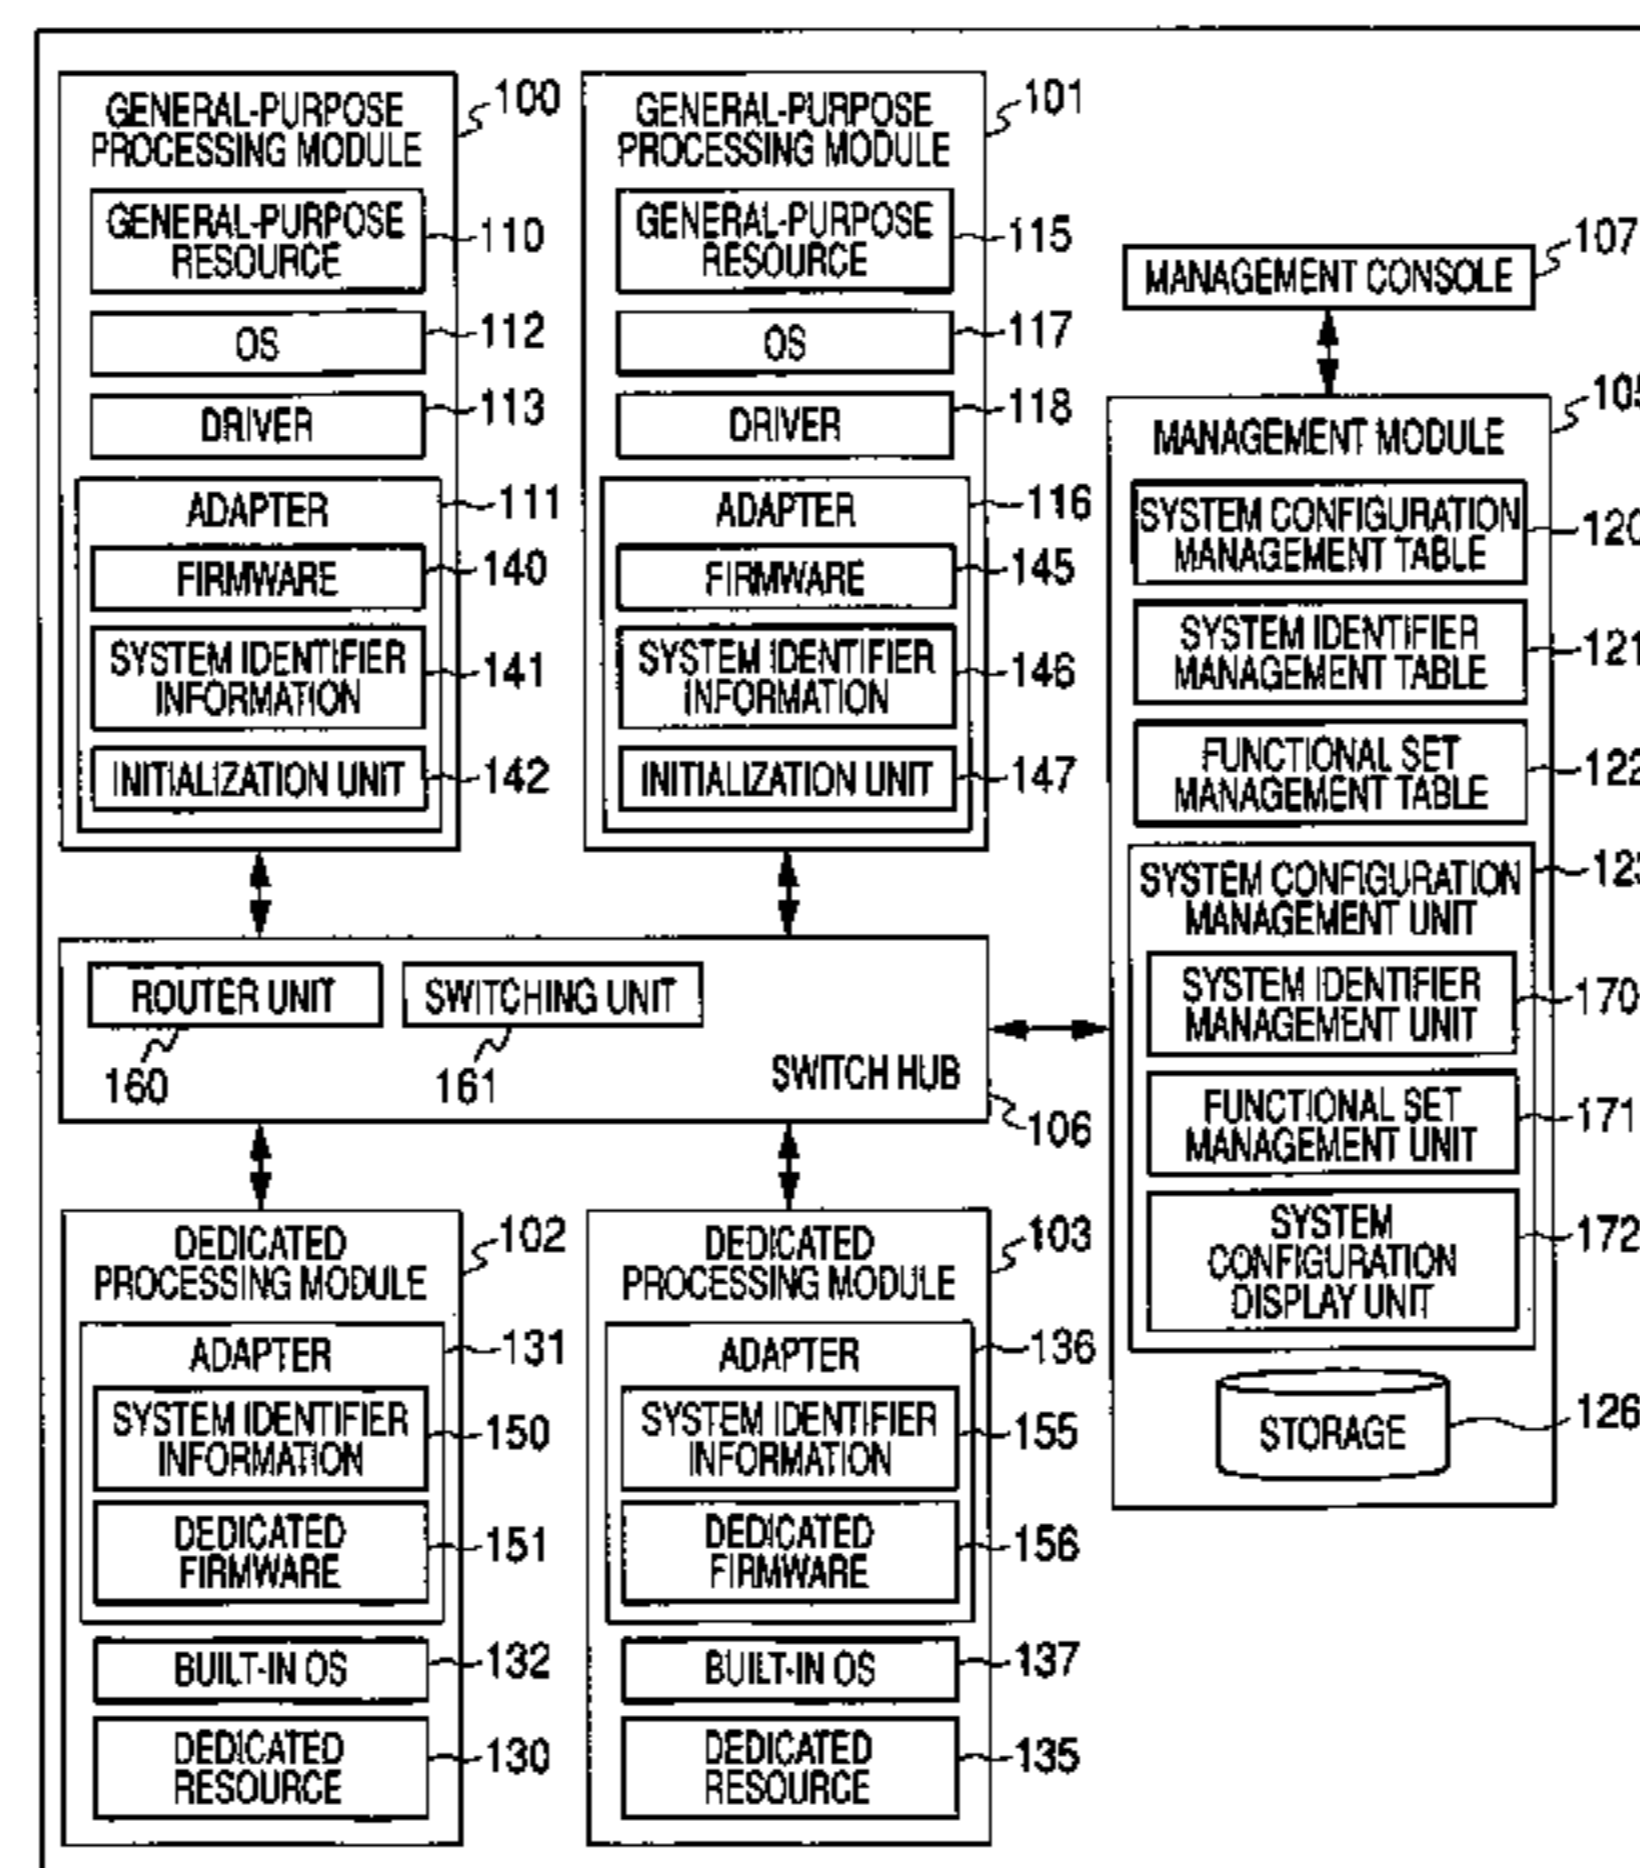 GENERAL-PURPOSE
PROCESSING MODULE
100
GENERAL-PURPOSE
RESOURCE
110
OS
112
DRIVER
113
ADAPTER
111
FIRMWARE
140
SYSTEM IDENTIFIER
INFORMATION
141
INITIALIZATION UNIT
142
GENERAL-PURPOSE
PROCESSING MODULE
101
GENERAL-PURPOSE
RESOURCE
115
OS
117
DRIVER
118
ADAPTER
116
FIRMWARE
145
SYSTEM IDENTIFIER
INFORMATION
146
INITIALIZATION UNIT
147
MANAGEMENT CONSOLE
107
MANAGEMENT MODULE
105
SYSTEM CONFIGURATION
MANAGEMENT TABLE
120
SYSTEM IDENTIFIER
MANAGEMENT TABLE
121
FUNCTIONAL SET
MANAGEMENT TABLE
122
SYSTEM CONFIGURATION
MANAGEMENT UNIT
123
SYSTEM IDENTIFIER
MANAGEMENT UNIT
170
FUNCTIONAL SET
MANAGEMENT UNIT
171
SYSTEM
CONFIGURATION
DISPLAY UNIT
172
STORAGE
126
ROUTER UNIT
160
SWITCHING UNIT
161
SWITCH HUB
106
DEDICATED
PROCESSING MODULE
102
ADAPTER
131
SYSTEM IDENTIFIER
INFORMATION
150
DEDICATED
FIRMWARE
151
BUILT-IN OS
132
DEDICATED
RESOURCE
130
DEDICATED
PROCESSING MODULE
103
ADAPTER
136
SYSTEM IDENTIFIER
INFORMATION
155
DEDICATED
FIRMWARE
156
BUILT-IN OS
137
DEDICATED
RESOURCE
135